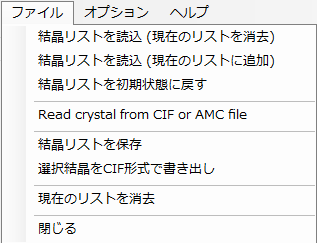 ファイル オプション ヘルプ
結晶リストを読込 (現在のリストを消去)
結晶リストを読込 (現在のリストに追加)
結晶リストを初期状態に戻す
Read crystal from CIF or AMC file
結晶リストを保存
選択結晶をCIF形式で書き出し
現在のリストを消去
閉じる